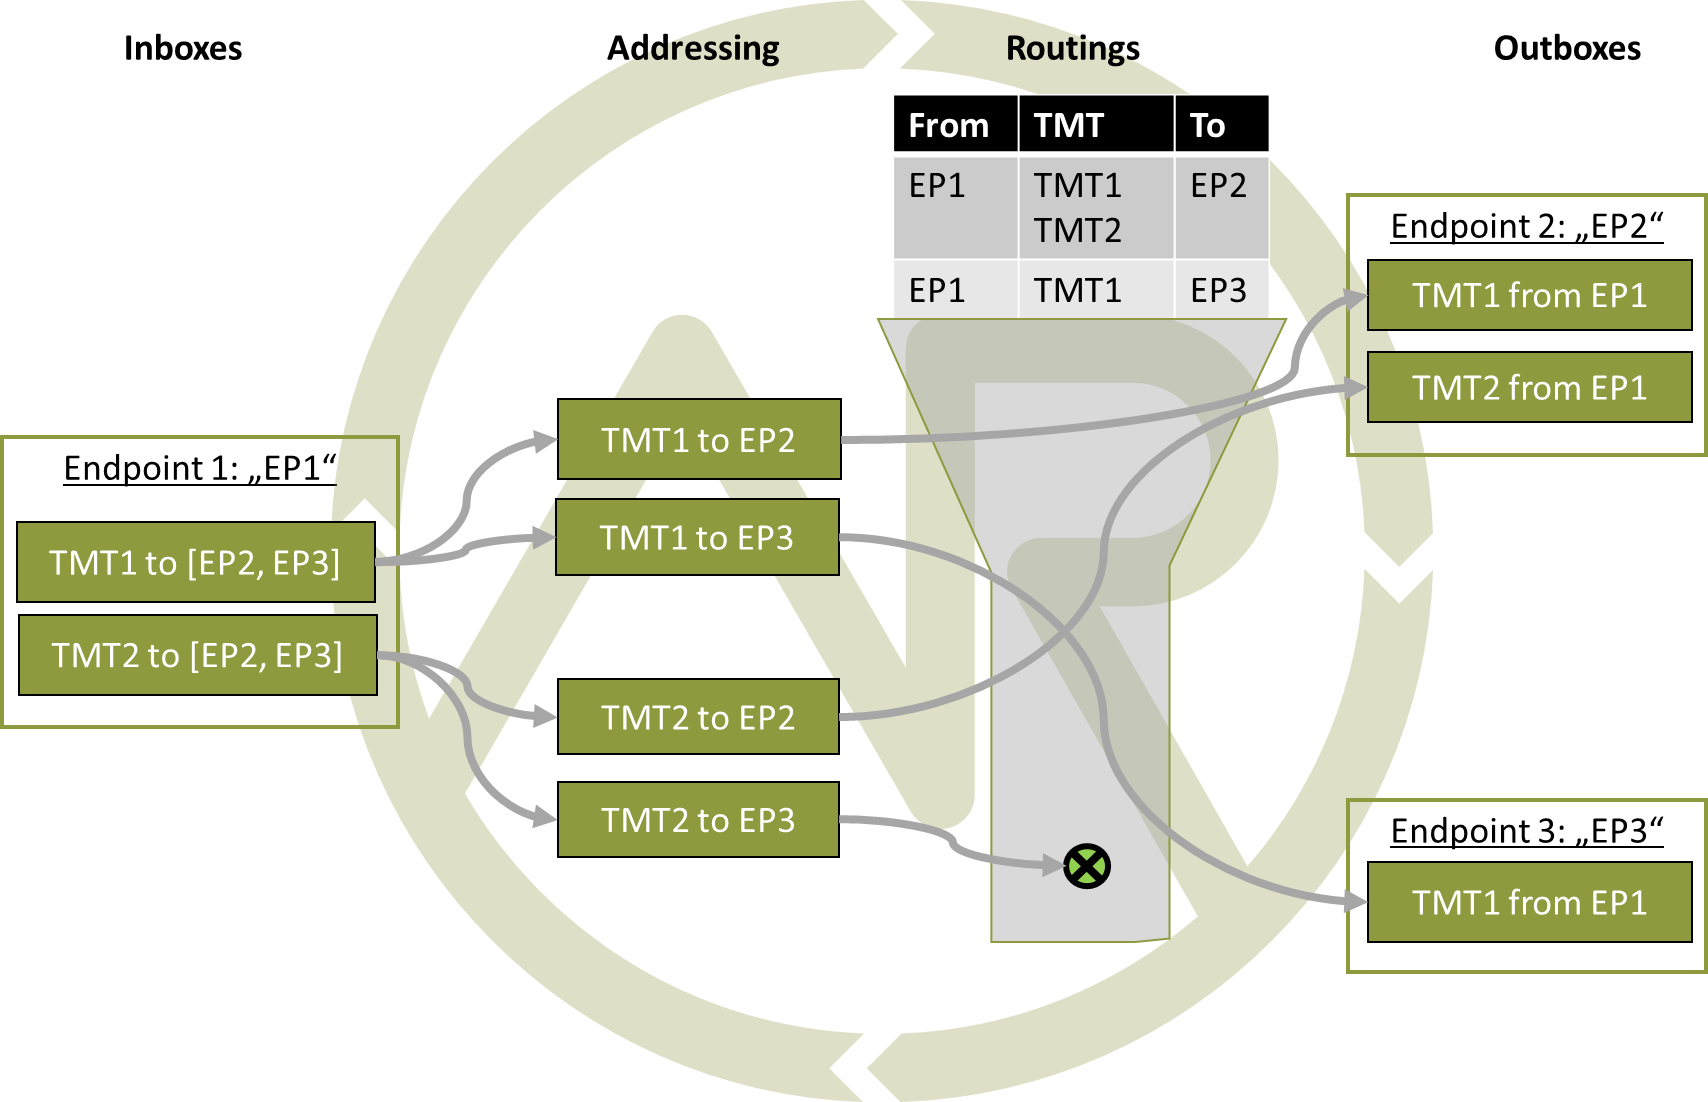 Inboxes
Addressing
Routings
Outboxes
From TMT To
EP1 TMT1 EP2
TMT2
EP1 TMT1 EP3
Endpoint 1: „EP1“
TMT1 to [EP2, EP3]
TMT2 to [EP2, EP3]
TMT1 to EP2
TMT1 to EP3
TMT2 to EP2
TMT2 to EP3
Endpoint 2: „EP2“
TMT1 from EP1
TMT2 from EP1
Endpoint 3: „EP3“
TMT1 from EP1